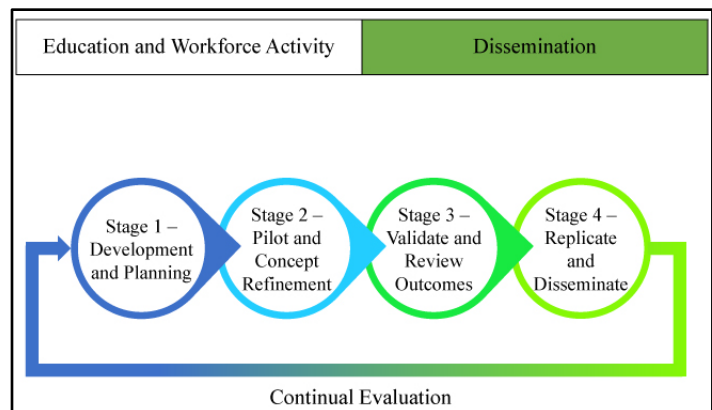 Education and Workforce Activity
Dissemination
Stage 1 –
Development
and Planning
Stage 2 –
Pilot and
Concept
Refinement
Stage 3 –
Validate and
Review
Outcomes
Stage 4 –
Replicate
and
Disseminate
Continual Evaluation